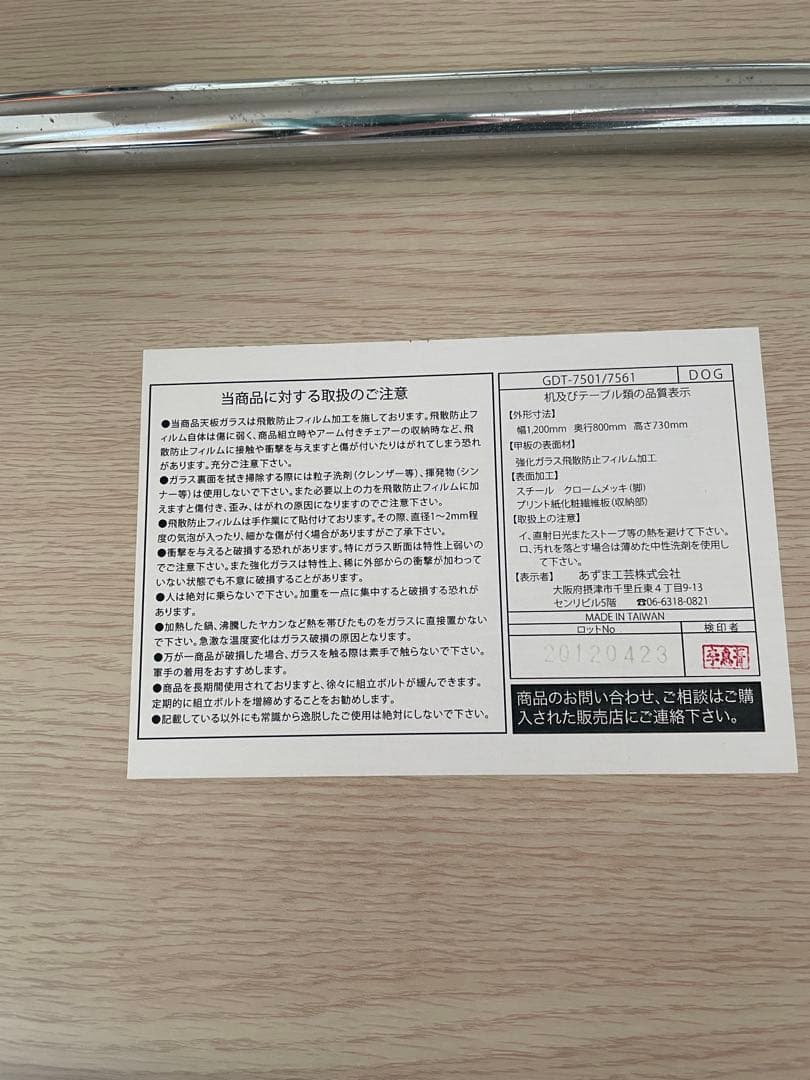 当商品に対する取扱のご注意
●当商品天板ガラスは飛散防止フィルム加工を施しております。飛散防止フ
ィルム自体は傷に弱く、商品組立時やアーム付きチェアーの収納時など、飛
散防止フィルムに接触や衝撃を与えますと傷が付いたりはがれてしまう恐れ
があります。充分ご注意下さい。
●ガラス裏面を拭き掃除する際には粒子洗剤(クレンザー等)、揮発物(シン
ナー等)は使用しないで下さい。また必要以上の力を飛散防止フィルムに加
えますと傷付き、歪み、はがれの原因になりますのでご注意下さい。
●飛散防止フィルムは手作業にて貼付けております。その際、直径1〜2mm程
度の気泡が入ったり、細かな傷が付く場合がありますがご了承下さい。
●衝撃を与えると破損する恐れがあります。特にガラス断面は特性上弱いの
でご注意下さい。また強化ガラスは特性上、稀に外部からの衝撃が加わって
いない状態でも不意に破損することがあります。
●人は絶対に乗らないで下さい。加重を一点に集中すると破損する恐れが
あります。
●加熱した鍋、沸騰したヤカンなど熱を帯びたものをガラスに直接置かない
で下さい。急激な温度変化はガラス破損の原因となります。
●万が一商品が破損した場合、ガラスを触る際は素手で触らないで下さい。
軍手の着用をおすすめします。
●商品を長期間使用されておりますと、徐々に組立ボルトが緩んできます。
定期的に組立ボルトを増締めすることをお勧めします。
●記載している以外にも常識から逸脱したご使用は絶対にしないで下さい。
GDT-7501/7561 DOG
机及びテーブル類の品質表示
【外形寸法】
幅1,200mm 奥行800mm 高さ730mm
【甲板の表面材】
強化ガラス飛散防止フィルム加工
【表面加工】
スチール クロームメッキ(脚)
プリント紙化粧繊維板(収納部)
【取扱上の注意】
イ、直射日光またストーブ等の熱を避けて下さい。
ロ、汚れを落とす場合は薄めた中性洗剤を使用し
て下さい。
【表示者】 あずま工芸株式会社
大阪府摂津市千里丘東4丁目9-13
センリビル5階 ☎06-6318-0821
MADE IN TAIWAN
ロットNo 検印者
20120423
商品のお問い合わせ、ご相談はご購
入された販売店にご連絡下さい。